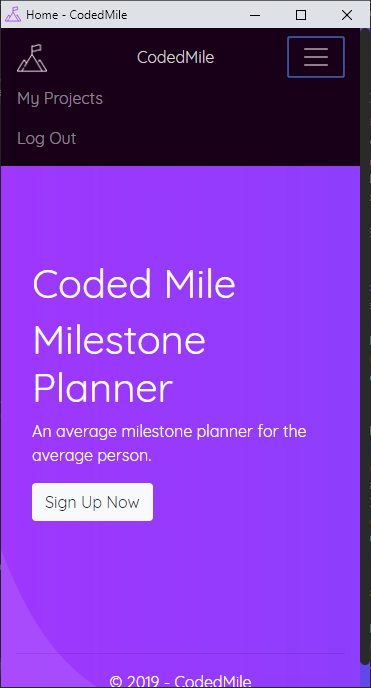 Home - CodedMile
CodedMile
My Projects
Log Out
Coded Mile
Milestone
Planner
An average milestone planner for the
average person.
Sign Up Now
© 2019 - CodedMile